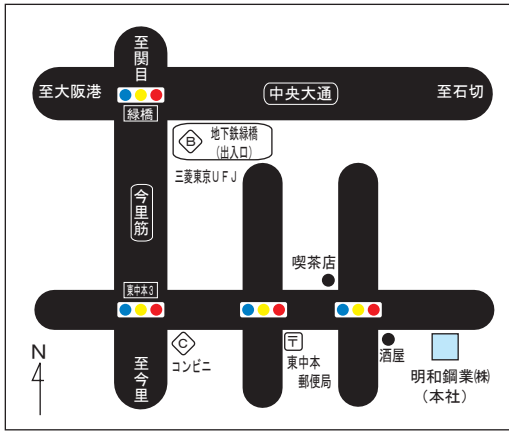 至関目
至大阪港
中央大通
至石切
緑橋
B
地下鉄緑橋
(出入口)
三菱東京UFJ
今里筋
喫茶店
東中本3
N
至今里
C
コンビニ
〒
東中本
郵便局
酒屋
明和鋼業㈱
(本社)